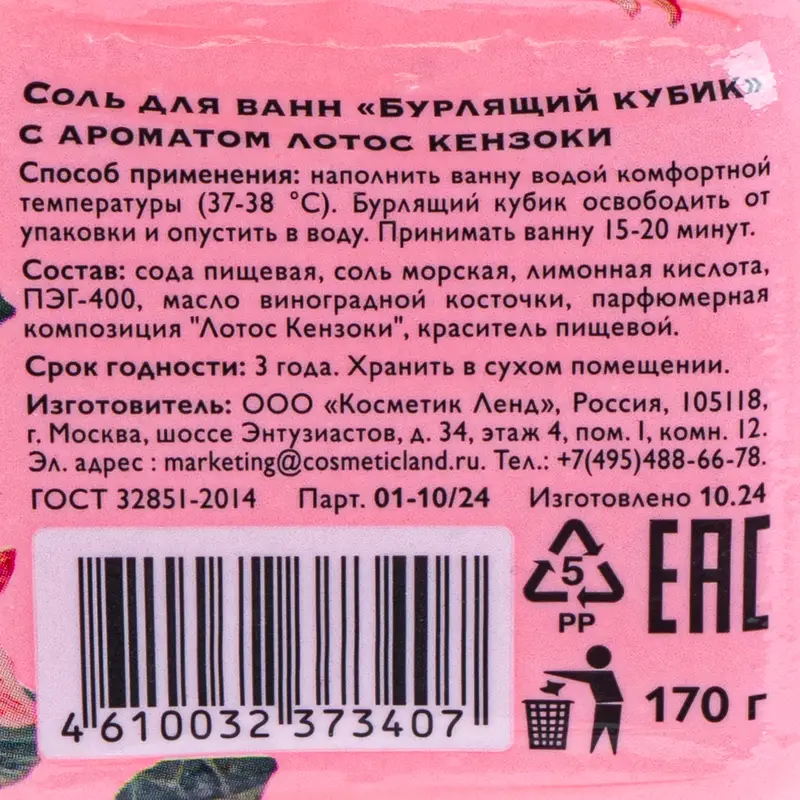 Соль для ванн «Бурлящий кубик»
с ароматом лотос кензоки
Способ применения: наполнить ванну водой комфортной
температуры (37-38 °С). Бурлящий кубик освободить от
упаковки и опустить в воду. Принимать ванну 15-20 минут.
Состав: сода пищевая, соль морская, лимонная кислота,
ПЭГ-400, масло виноградной косточки, парфюмерная
композиция "Лотос Кензоки", краситель пищевой.
Срок годности: 3 года. Хранить в сухом помещении.
Изготовитель: ООО «Косметик Ленд», Россия, 105118,
г. Москва, шоссе Энтузиастов, д. 34, этаж 4, пом. I, комн. 12.
Эл. адрес : marketing@cosmeticland.ru. Тел.: +7(495)488-66-78.
ГОСТ 32851-2014 Парт. 01-10/24 Изготовлено 10.24
5
PP
EAC
170 г
4 610032 373407